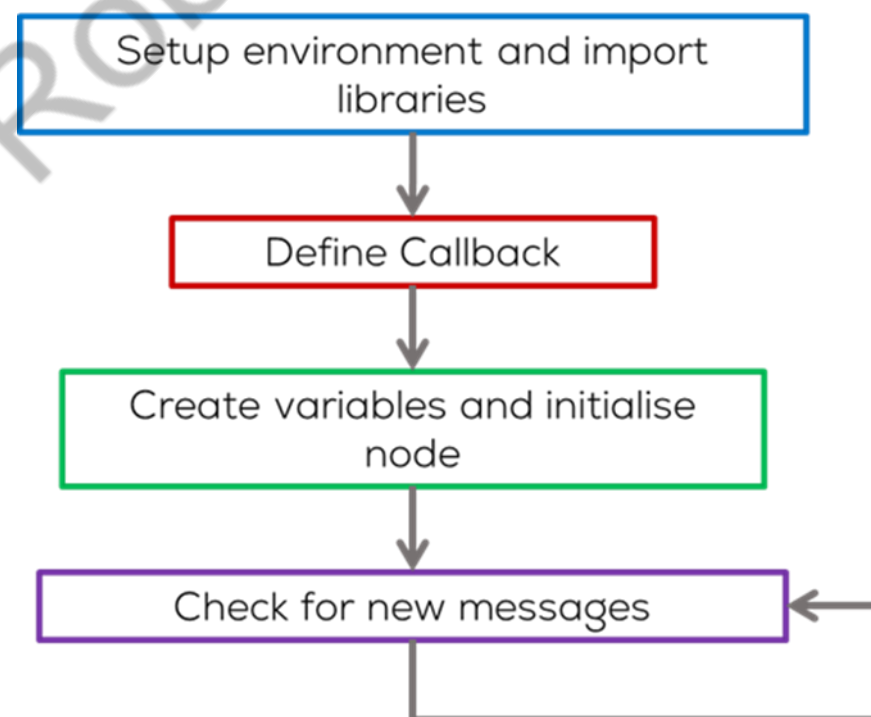 Setup environment and import
libraries
Define Callback
Create variables and initialise
node
Check for new messages